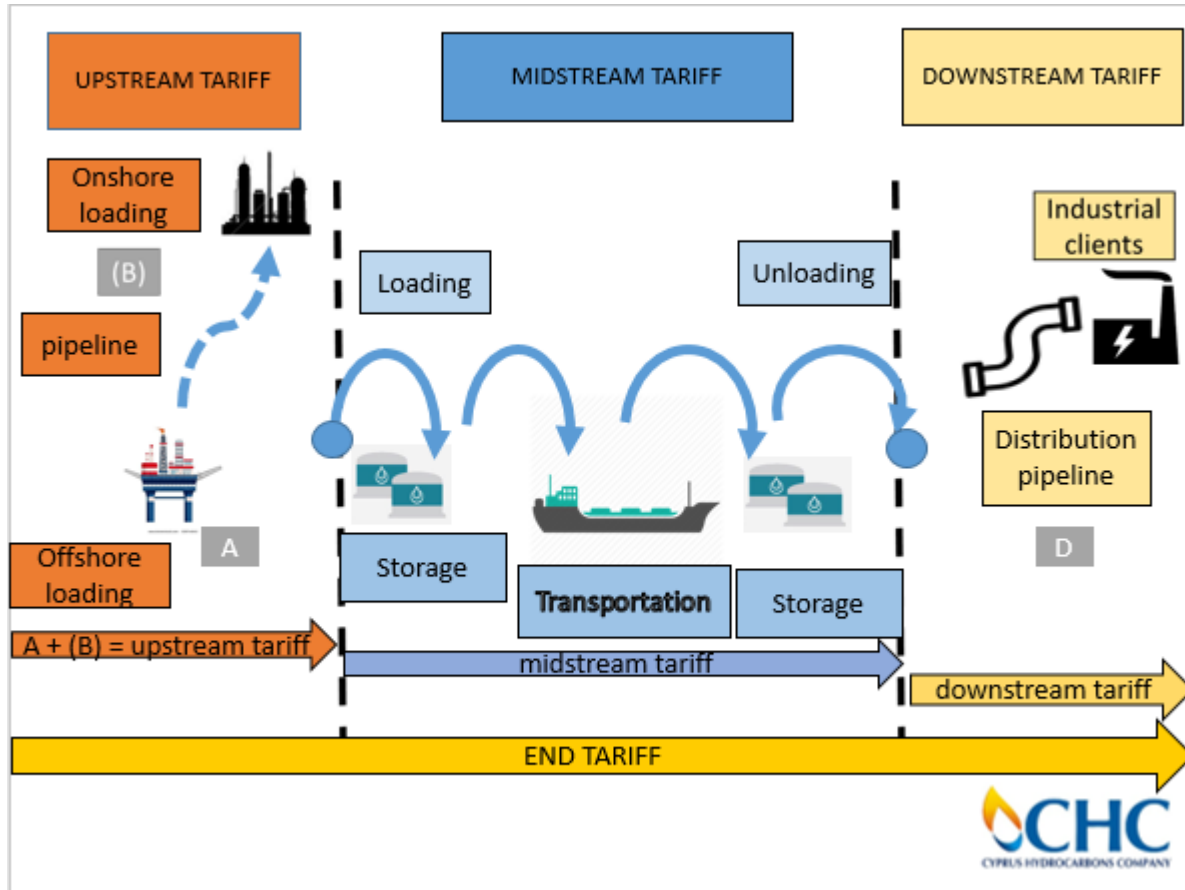 UPSTREAM TARIFF
MIDSTREAM TARIFF
DOWNSTREAM TARIFF
Onshore
loading
(B)
pipeline
A
Offshore
loading
Loading
Unloading
Storage
Transportation
Storage
Industrial
clients
Distribution
pipeline
D
A + (B) = upstream tariff
midstream tariff
downstream tariff
END TARIFF
CHC
CYPRUS HYDROCARBONS COMPANY